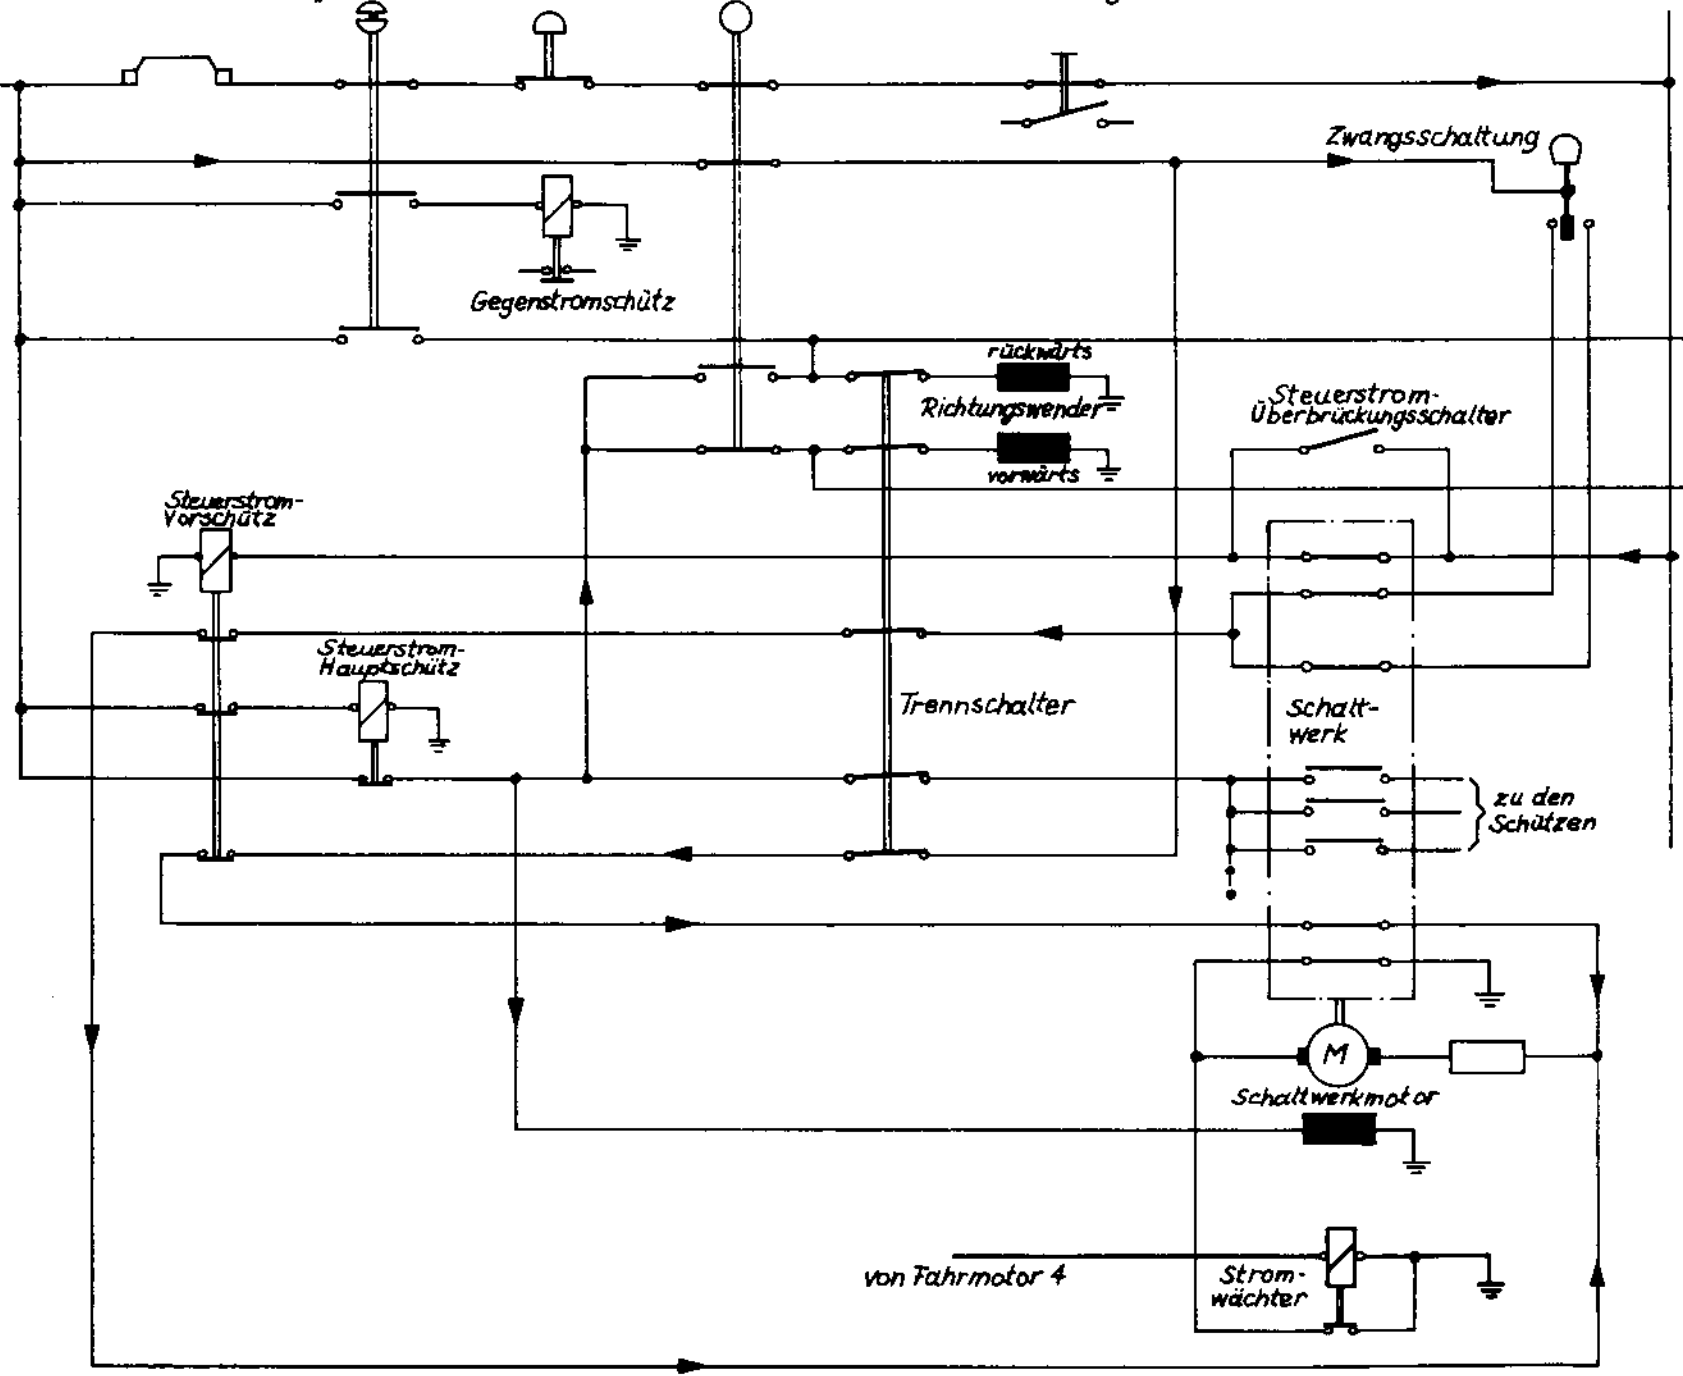 Zwangsschaltung
Gegenstromschütz
rückwärts
Richtungswender
vorwärts
Steuerstrom-
Überbrückungsschalter
Steuerstrom-
Vorschütz
Steuerstrom-
Hauptschütz
Trennschalter
Schalt-
werk
zu den
Schützen
M
Schaltwerkmotor
von Fahrmotor 4
Strom-
wächter